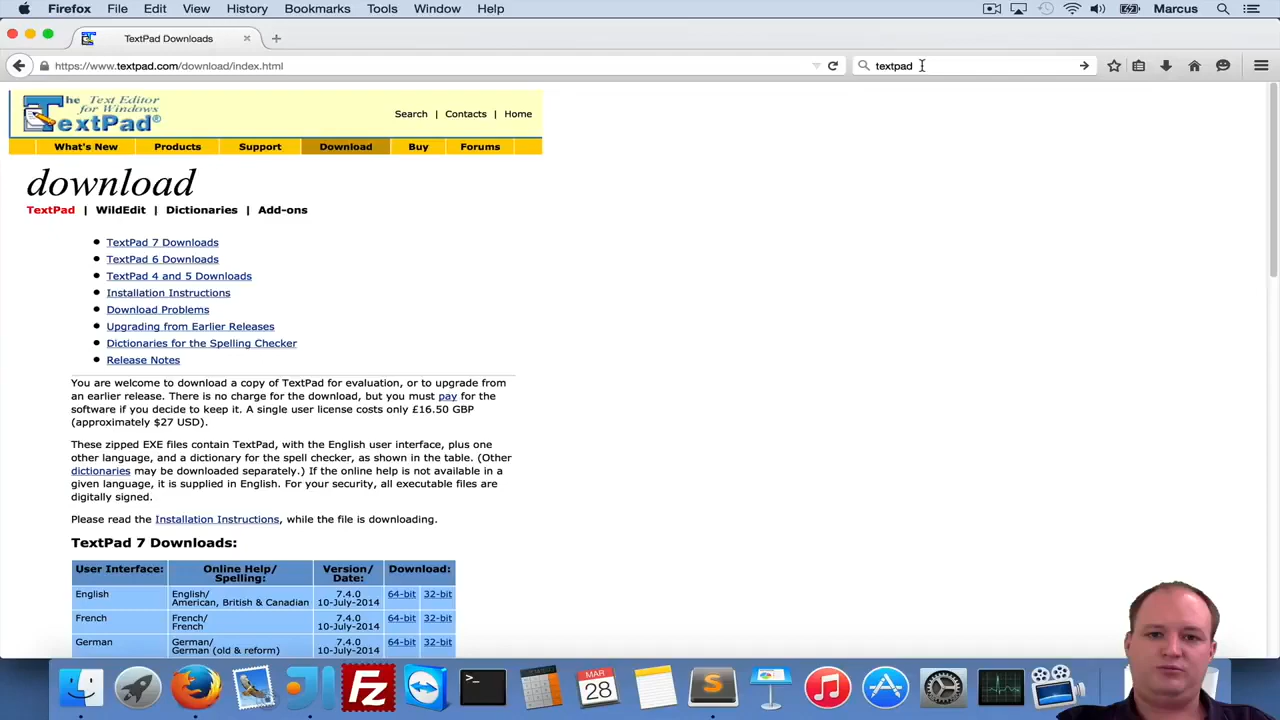 Firefox File Edit View History Bookmarks Tools Window Help Marcus
TextPad Downloads
https://www.textpad.com/download/index.html
textpad
The Text Editor
for Windows
TextPad®
Search | Contacts | Home
What's New Products Support Download Buy Forums
download
TextPad | WildEdit | Dictionaries | Add-ons
TextPad 7 Downloads
TextPad 6 Downloads
TextPad 4 and 5 Downloads
Installation Instructions
Download Problems
Upgrading from Earlier Releases
Dictionaries for the Spelling Checker
Release Notes
You are welcome to download a copy of TextPad for evaluation, or to upgrade from
an earlier release. There is no charge for the download, but you must pay for the
software if you decide to keep it. A single user license costs only £16.50 GBP
(approximately $27 USD).
These zipped EXE files contain TextPad, with the English user interface, plus one
other language, and a dictionary for the spell checker, as shown in the table. (Other
dictionaries may be downloaded separately.) If the online help is not available in a
given language, it is supplied in English. For your security, all executable files are
digitally signed.
Please read the Installation Instructions, while the file is downloading.
TextPad 7 Downloads:
User Interface: Online Help/ Version/ Download:
Spelling: Date:
English English/ 7.4.0 64-bit 32-bit
American, British & Canadian 10-July-2014
French French/ 7.4.0 64-bit 32-bit
French 10-July-2014
German German/ 7.4.0 64-bit 32-bit
German (old & reform) 10-July-2014
FZ
>_
MAR
28
S